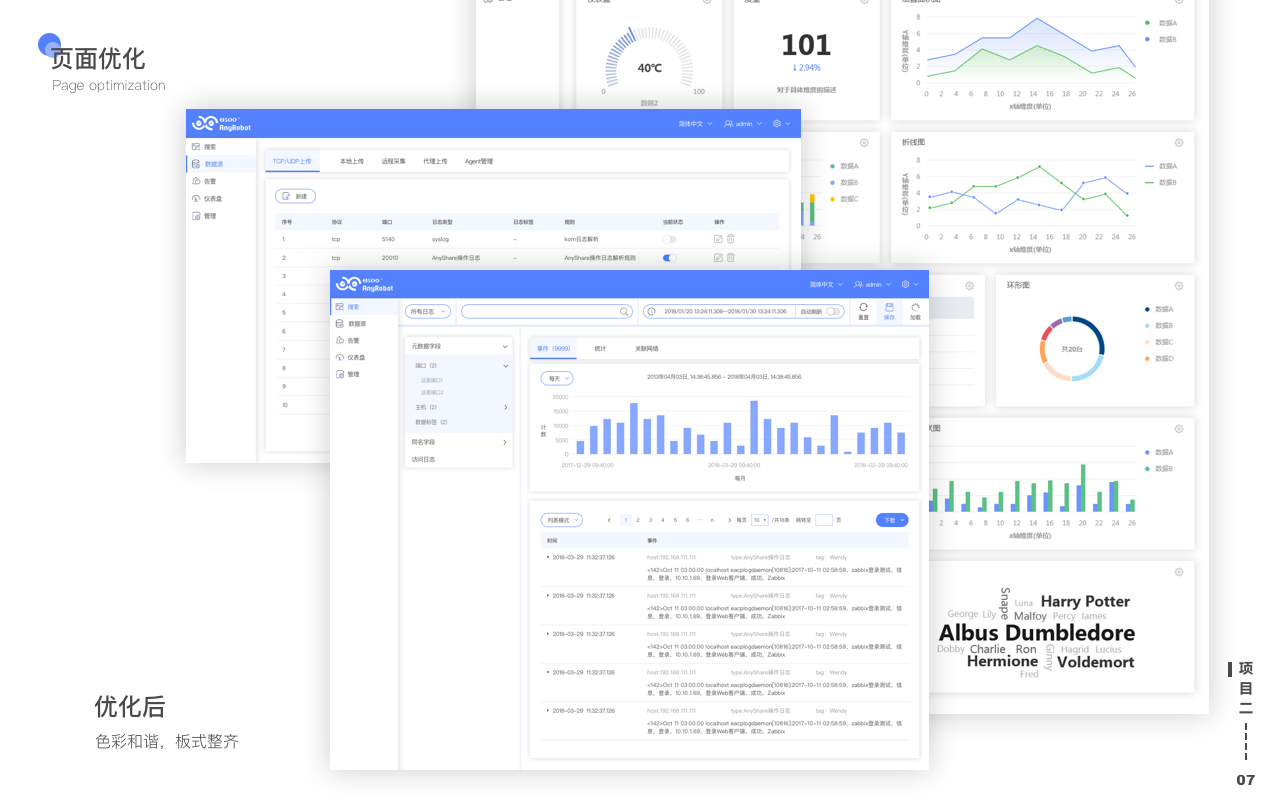 页面优化
Page optimization
优化后
色彩和谐，板式整齐
项目二
07
40℃
0
100
数据2
101
↓ 2.94%
对于具体维度的描述
8
6
4
2
0
0 2 4 6 8 10 12 14 16 18 20 22 24 26
x轴维度(单位)
数据A
数据B
数据A
数据B
数据C
26
折线图
8
6
4
2
0
0 2 4 6 8 10 12 14 16 18 20 22 24 26
x轴维度(单位)
数据A
数据B
环形图
共20台
数据A
数据B
数据C
数据D
状图
2 4 6 8 10 12 14 16 18 20 22 24 26
x轴维度(单位)
数据A
数据B
Snape
Luna
Harry Potter
George Lily
Malfoy
Percy James
Albus Dumbledore
Dobby Charlie Ron
Ginny
Hagrid Lucius
Hermione
Voldemort
Fred
eisoo
AnyRobot
简体中文
admin
搜索
数据源
告警
仪表盘
管理
TCP/UDP上传 本地上传 远程采集 代理上传 Agent管理
新建
序号 协议 端口 日志类型 日志标签 规则 当前状态 操作
1 tcp 5140 syslog – kom日志解析
2 tcp 20010 AnyShare操作日志 – AnyShare操作日志解析规则
3
4
5
6
7
8
9
10
eisoo
AnyRobot
简体中文
admin
搜索
数据源
告警
仪表盘
管理
所有日志
2018/01/20 13:24:11.306—2018/01/30 13:24:11.306
自动刷新
重置
保存
加载
元数据字段
端口（2）
这是端口1
这是端口2
主机（2）
数据标签（2）
同名字段
访问日志
事件（9999） 统计 关联网络
每天
2013年04月03日, 14:38:45.856 ~ 2018年04月03日, 14:38:45.856
计数
20000
15000
10000
5000
0
2017-12-29 09:40:00
2018-01-29 09:40:00
2018-02-29 09:40:00
每月
列表模式
1 2 3 4 5 6 ··· n
每页 10 /共18条 跳转至 页
下载
时间 事件
2018-03-29 11:32:37.126 host:192.168.111.111 type:AnyShare操作日志 tag：Wendy
<142>Oct 11 03:00:00 localhost eacplogdaemon[10816]:2017-10-11 02:58:59，zabbix登录测试，信
息，登录，10.10.1.69，登录Web客户端，成功，Zabbix
2018-03-29 11:32:37.126 host:192.168.111.111 type:AnyShare操作日志 tag：Wendy
<142>Oct 11 03:00:00 localhost eacplogdaemon[10816]:2017-10-11 02:58:59，zabbix登录测试，信
息，登录，10.10.1.69，登录Web客户端，成功，Zabbix
2018-03-29 11:32:37.126 host:192.168.111.111 type:AnyShare操作日志 tag：Wendy
<142>Oct 11 03:00:00 localhost eacplogdaemon[10816]:2017-10-11 02:58:59，zabbix登录测试，信
息，登录，10.10.1.69，登录Web客户端，成功，Zabbix
2018-03-29 11:32:37.126 host:192.168.111.111 type:AnyShare操作日志 tag：Wendy
<142>Oct 11 03:00:00 localhost eacplogdaemon[10816]:2017-10-11 02:58:59，zabbix登录测试，信
息，登录，10.10.1.69，登录Web客户端，成功，Zabbix
2018-03-29 11:32:37.126 host:192.168.111.111 type:AnyShare操作日志 tag：Wendy
<142>Oct 11 03:00:00 localhost eacplogdaemon[10816]:2017-10-11 02:58:59，zabbix登录测试，信
息，登录，10.10.1.69，登录Web客户端，成功，Zabbix